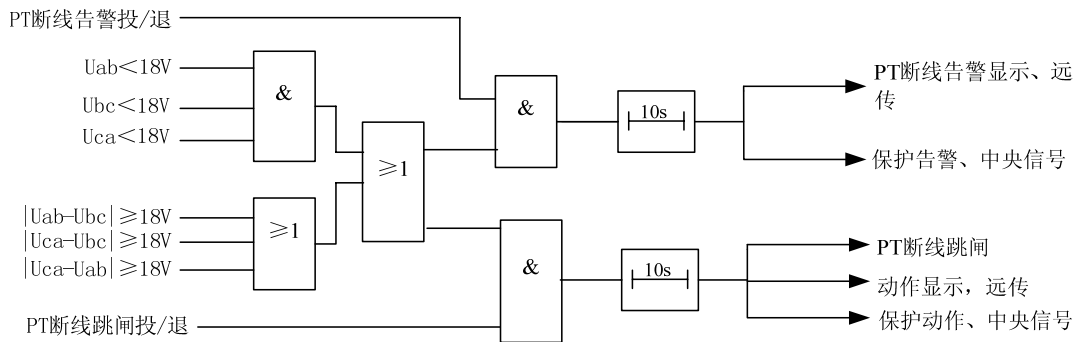 PT断线告警投/退
Uab<18V
Ubc<18V
Uca<18V
&
|Uab-Ubc|≥18V
|Uca-Ubc|≥18V
|Uca-Uab|≥18V
≥1
≥1
&
10s
PT断线告警显示、远
传
保护告警、中央信号
PT断线跳闸投/退
&
10s
PT断线跳闸
动作显示，远传
保护动作、中央信号